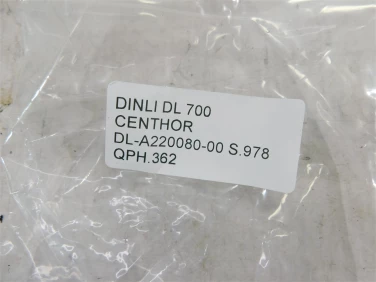 DINLI DL 700
CENTHOR
DL-A220080-00 S.978
QPH.362